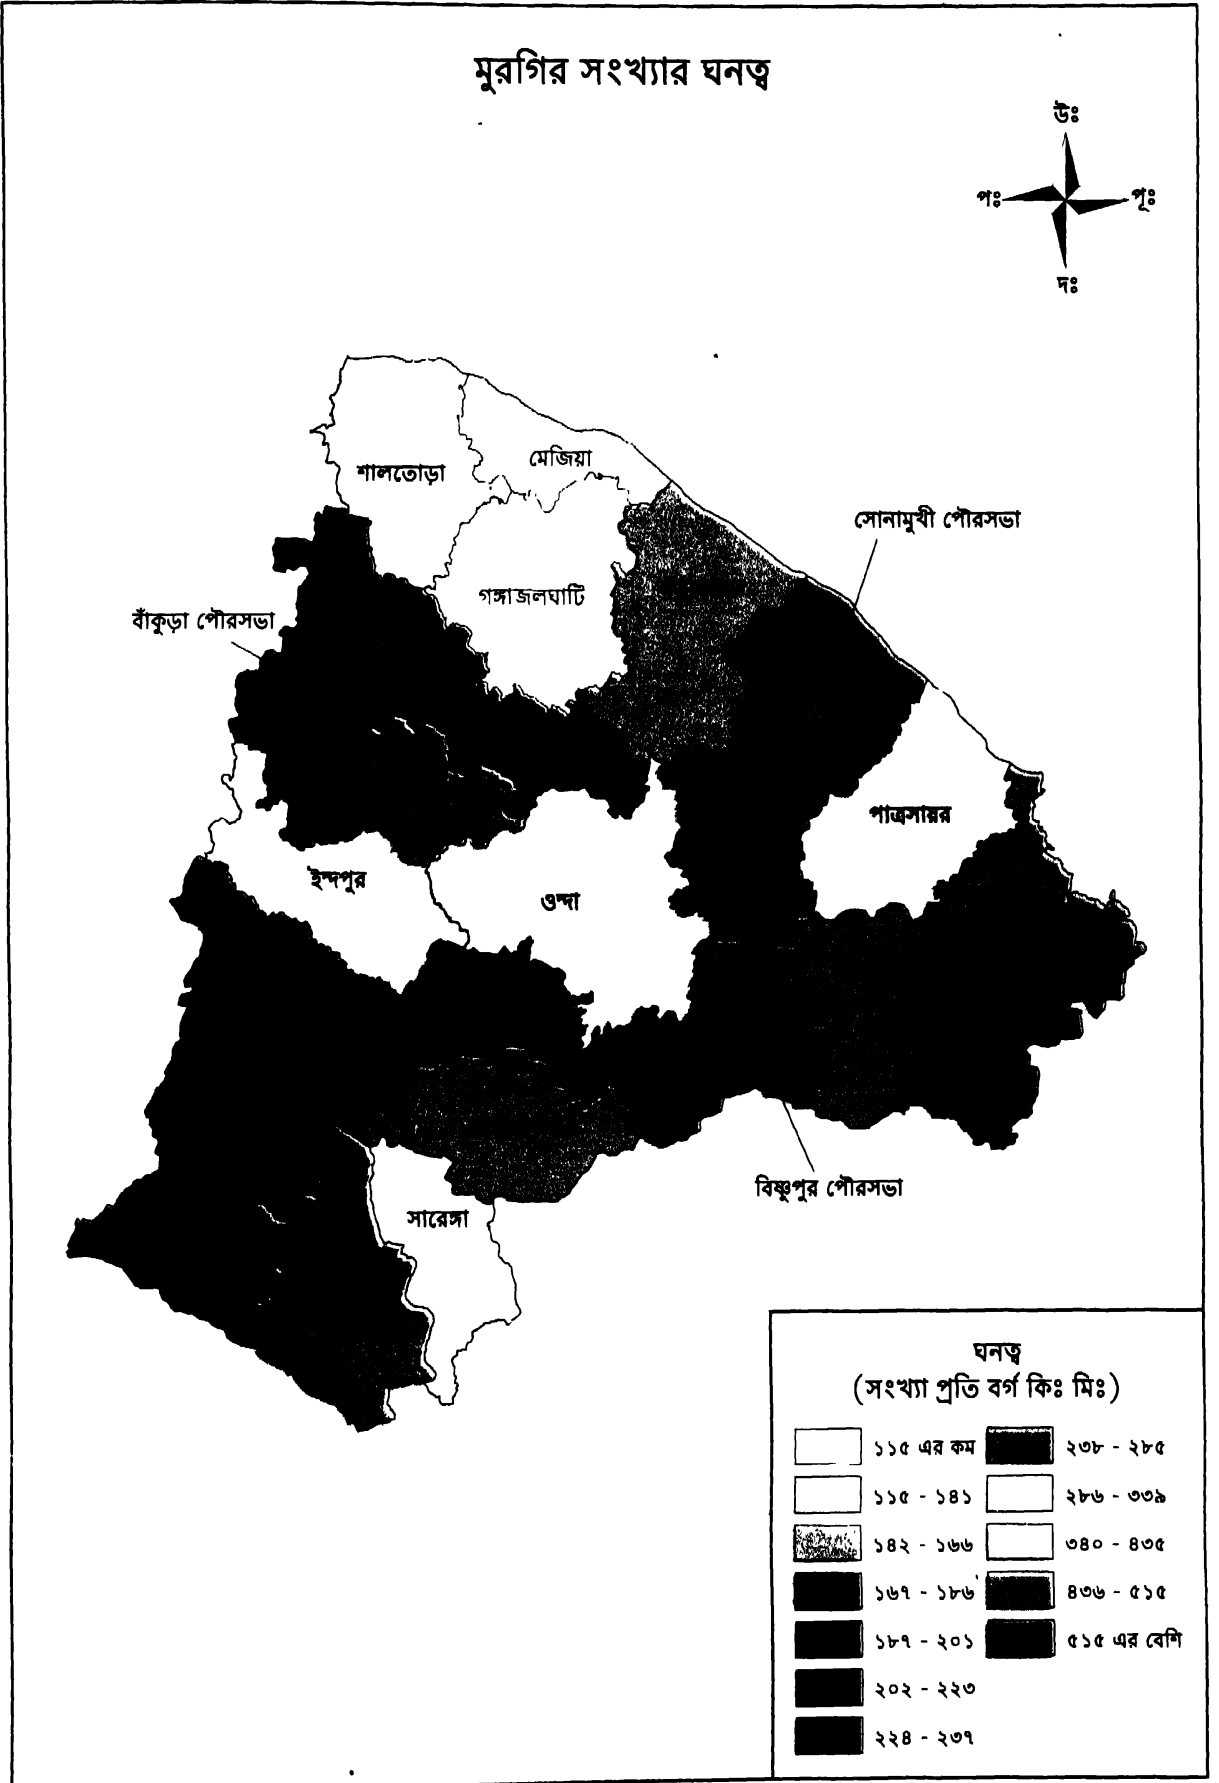 মুরগির সংখ্যার ঘনত্ব
উঃ
পঃ
পূঃ
দঃ
শালতোড়া
মেজিয়া
সোনামুখী পৌরসভা
গঙ্গাজলঘাটি
বাঁকুড়া পৌরসভা
পাত্রসায়র
ইন্দপুর
ওন্দা
বিষ্ণুপুর পৌরসভা
সারেঙ্গা
ঘনত্ব
(সংখ্যা প্রতি বর্গ কিঃ মিঃ)
১১৫ এর কম
১১৫ - ১৪১
১৪২ - ১৬৬
১৬৭ - ১৮৬
১৮৭ - ২০১
২০২ - ২২৩
২২৪ - ২৩৭
২৩৮ - ২৮৫
২৮৬ - ৩৩৯
৩৪০ - ৪৩৫
৪৩৬ - ৫১৫
৫১৫ এর বেশি